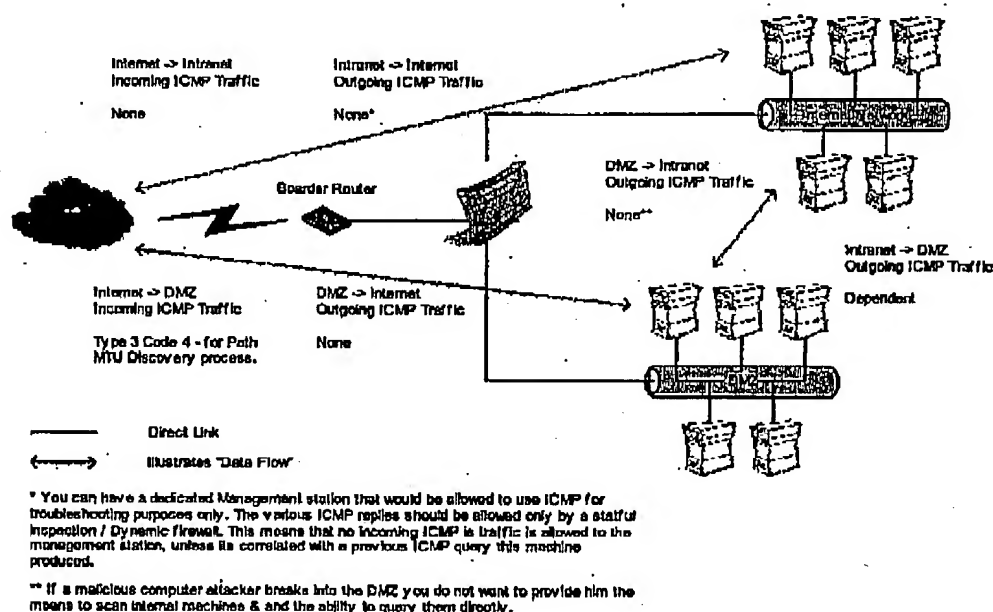 Internet -> Intranet
Incoming ICMP Traffic
None
Intranet -> Internet
Outgoing ICMP Traffic
None*
Internal Network
Boarder Router
DMZ -> Intranet
Outgoing ICMP Traffic
None**
Intranet -> DMZ
Outgoing ICMP Traffic
Dependent
Internet -> DMZ
Incoming ICMP Traffic
Type 3 Code 4 - for Path
MTU Discovery process.
DMZ -> Internet
Outgoing ICMP Traffic
None
DMZ
Direct Link
Illustrates "Data Flow"
* You can have a dedicated Management station that would be allowed to use ICMP for
troubleshooting purposes only. The various ICMP replies should be allowed only by a statful
inspection / Dynamic firewall. This means that no incoming ICMP is traffic is allowed to the
management station, unless its correlated with a previous ICMP query this machine
produced.
** If a malicious computer attacker breaks into the DMZ you do not want to provide him the
means to scan internal machines & and the ability to query them directly.